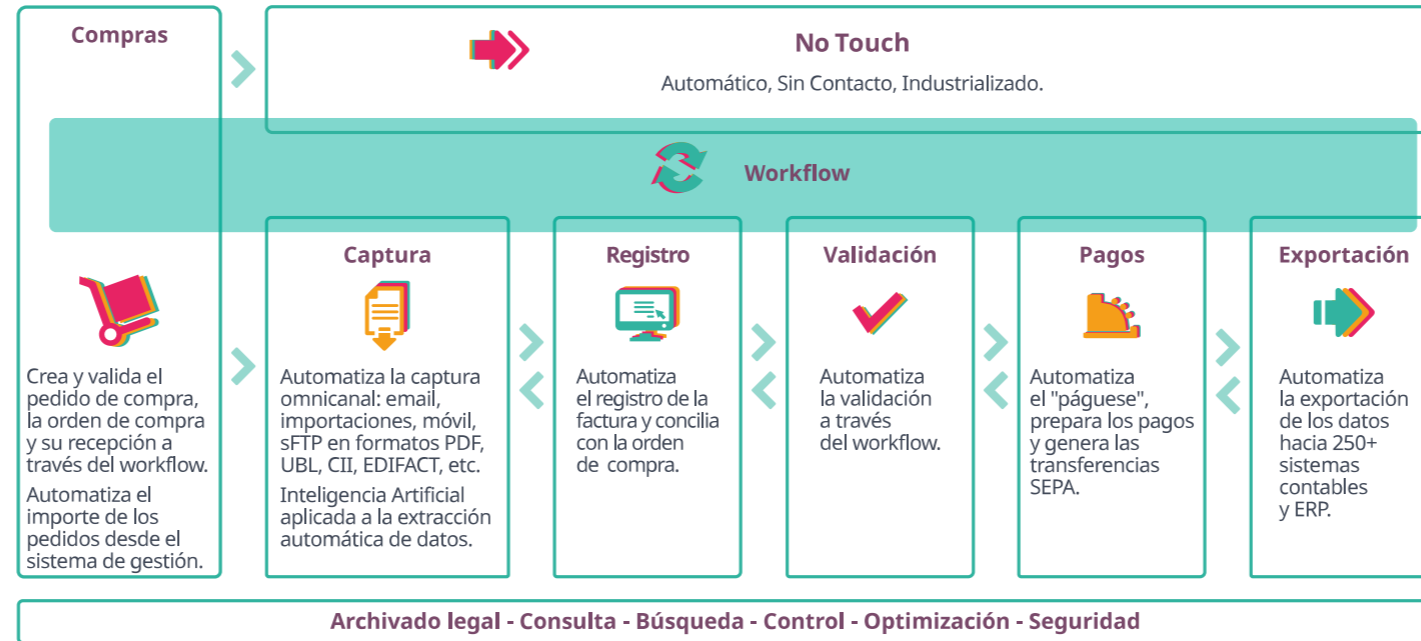 Compras
No Touch
Automático, Sin Contacto, Industrializado.
Workflow
Crea y valida el
pedido de compra,
la orden de compra
y su recepción a
través del workflow.
Automatiza el
importe de los
pedidos desde el
sistema de gestión.
Captura
Automatiza la captura
omnicanal: email,
importaciones, móvil,
sFTP en formatos PDF,
UBL, CII, EDIFACT, etc.
Inteligencia Artificial
aplicada a la extracción
automática de datos.
Registro
Automatiza
el registro de la
factura y concilia
con la orden
de compra.
Validación
Automatiza
la validación
a través
del workflow.
Pagos
Automatiza
el "páguese",
prepara los pagos
y genera las
transferencias
SEPA.
Exportación
Automatiza
la exportación
de los datos
hacia 250+
sistemas
contables
y ERP.
Archivado legal - Consulta - Búsqueda - Control - Optimización - Seguridad